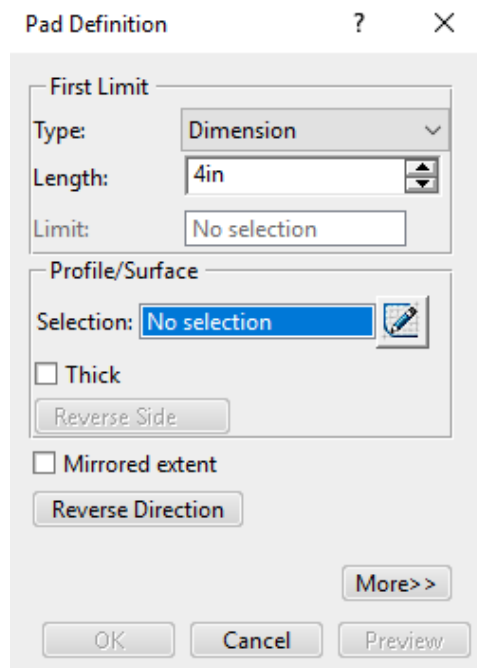 Pad Definition ? ×
First Limit
Type: Dimension
Length: 4in
Limit: No selection
Profile/Surface
Selection: No selection
Thick
Reverse Side
Mirrored extent
Reverse Direction
More>>
OK Cancel Preview